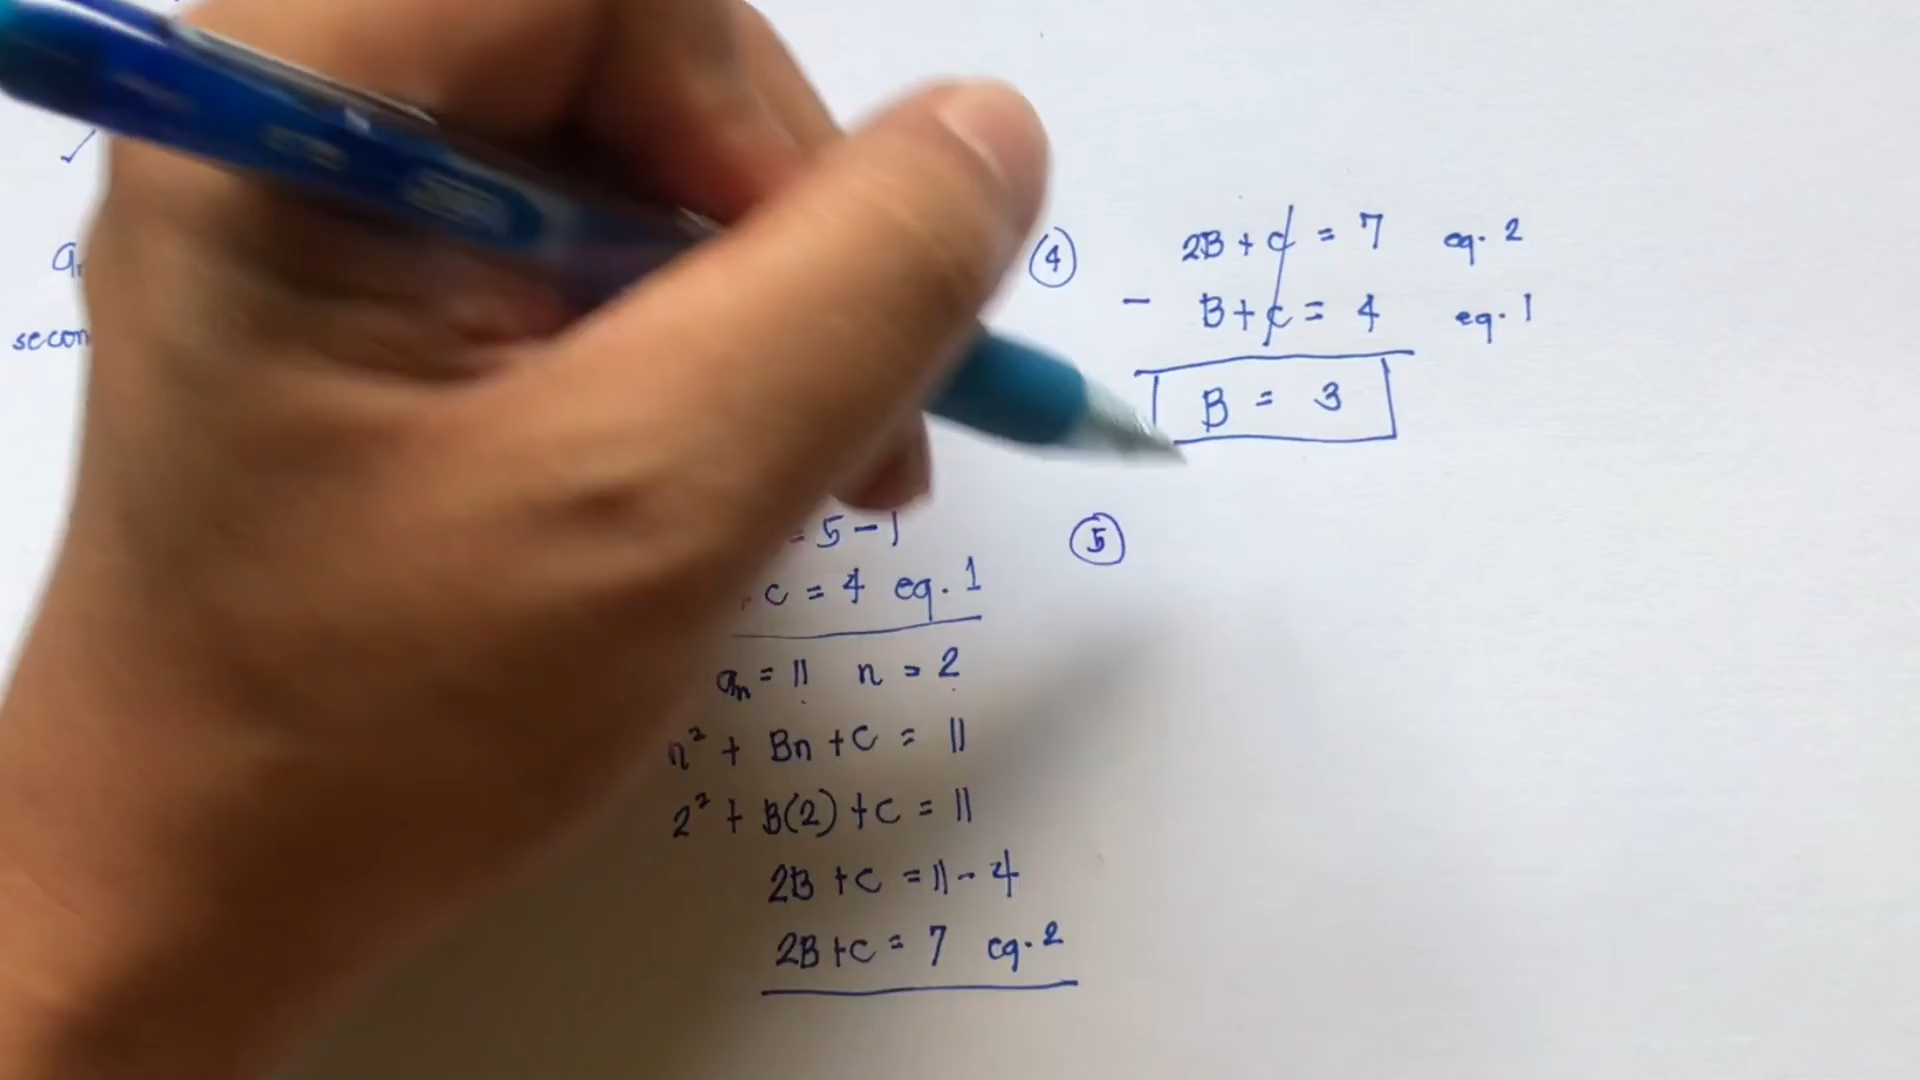 secon
= 5 - 1
c = 4 eq. 1
aₙ = 11 n = 2
n² + Bn + C = 11
2² + B(2) + C = 11
2B + C = 11 - 4
2B + C = 7 eq. 2
④
2B + C = 7 eq. 2
- B + C = 4 eq. 1
B = 3
⑤